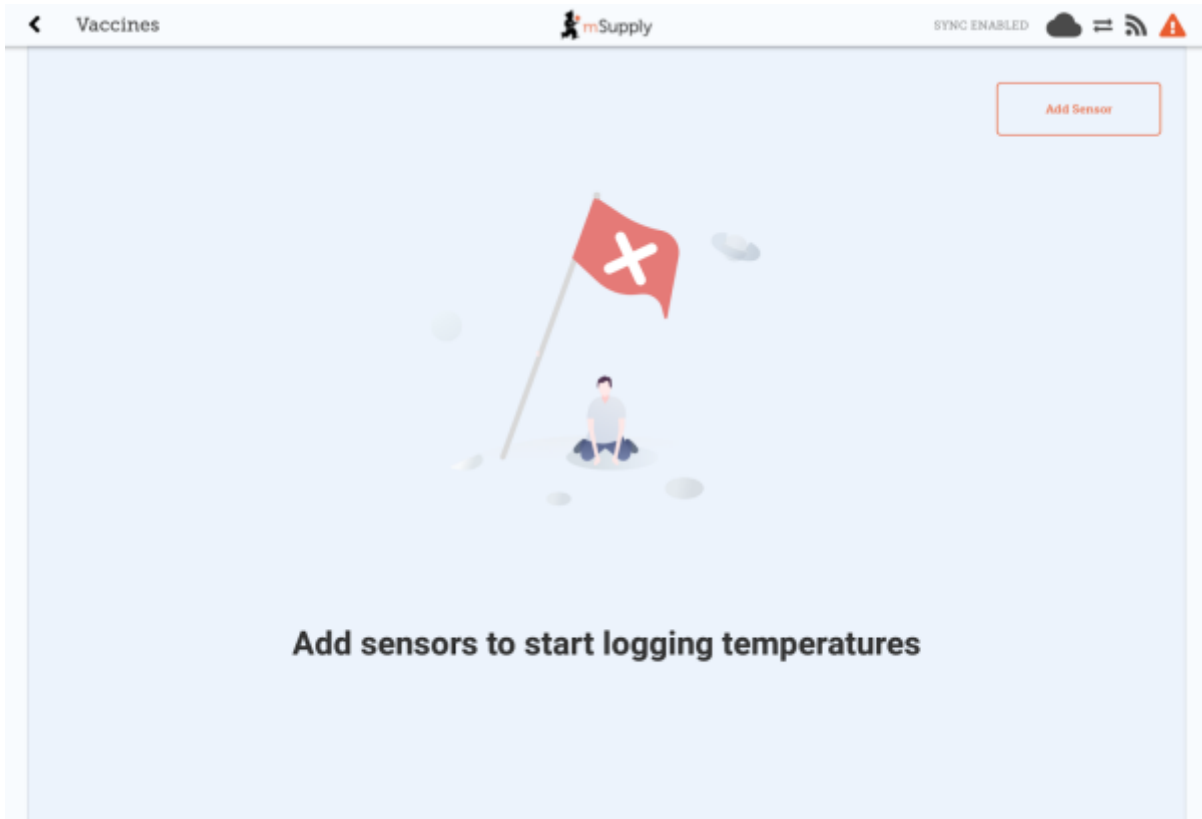 Vaccines
mSupply
SYNC ENABLED
Add Sensor
Add sensors to start logging temperatures